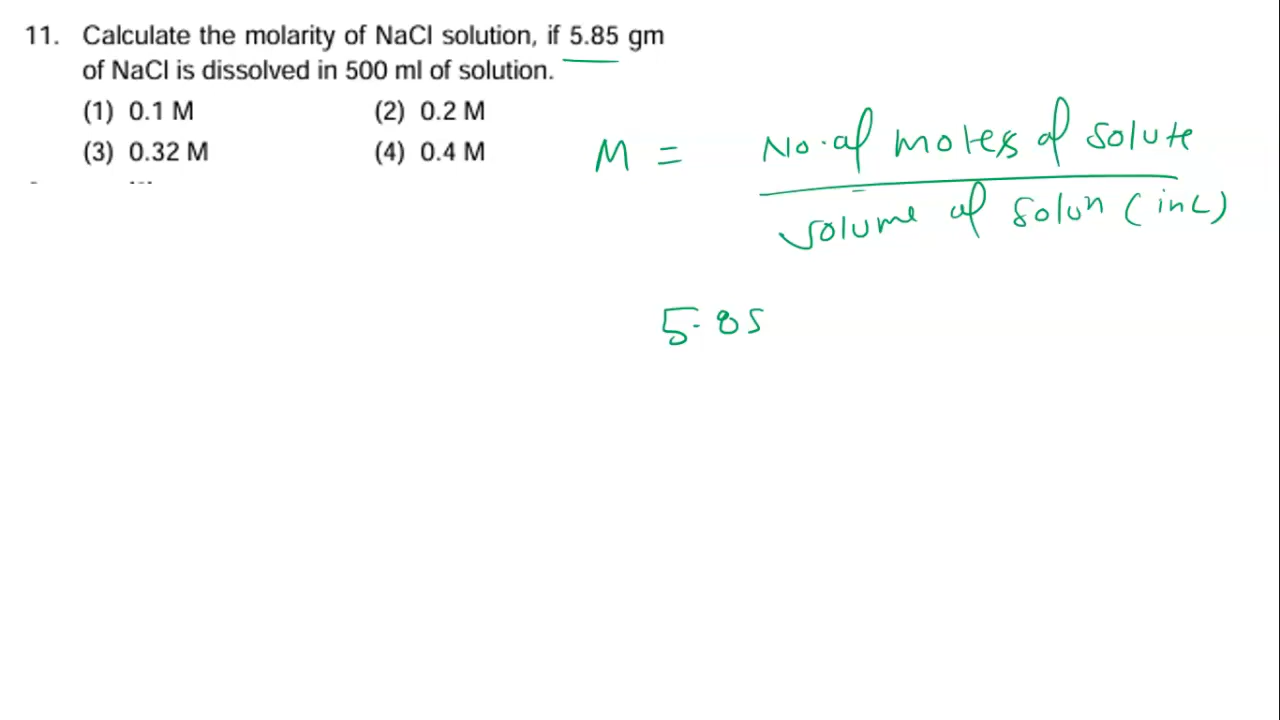 11. Calculate the molarity of NaCl solution, if 5.85 gm
of NaCl is dissolved in 500 ml of solution.
(1) 0.1 M (2) 0.2 M
(3) 0.32 M (4) 0.4 M
M = No. of moles of solute
volume of solun (in L)
5.85